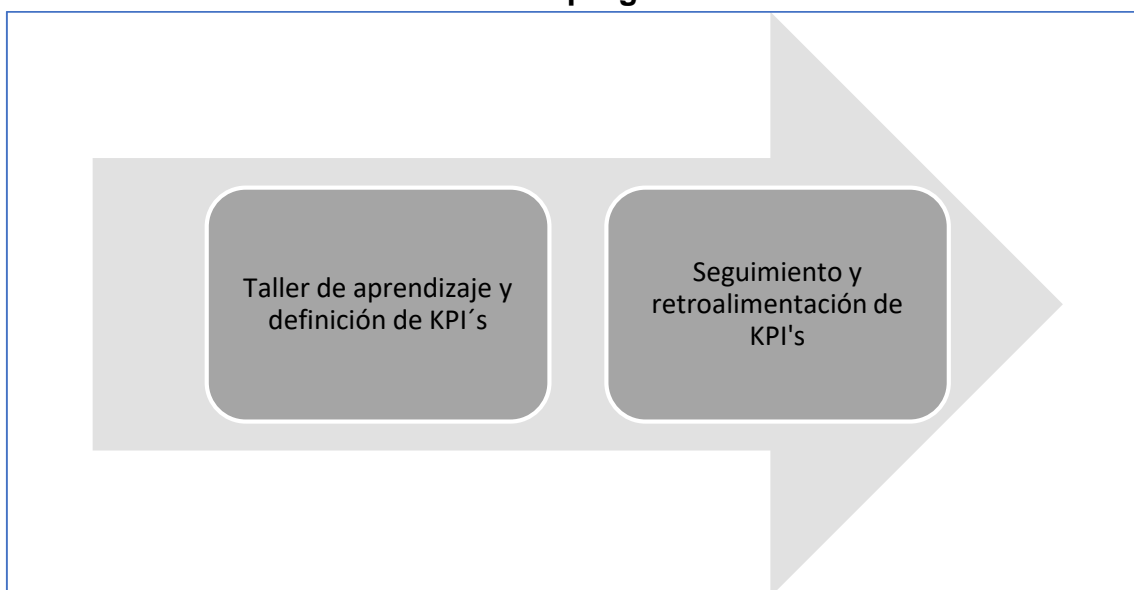 Taller de aprendizaje y
definición de KPI´s
Seguimiento y
retroalimentación de
KPI's